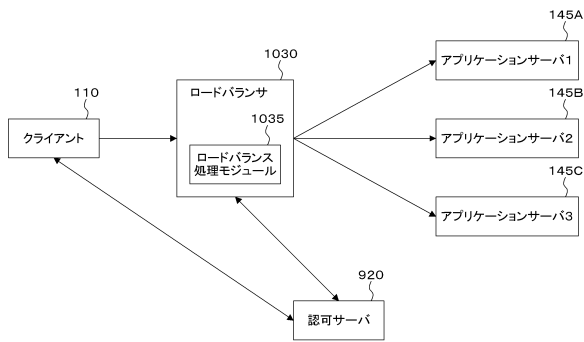 145A
アプリケーションサーバ1
1030
ロードバランサ
110
クライアント
1035
ロードバランス
処理モジュール
145B
アプリケーションサーバ2
145C
アプリケーションサーバ3
920
認可サーバ